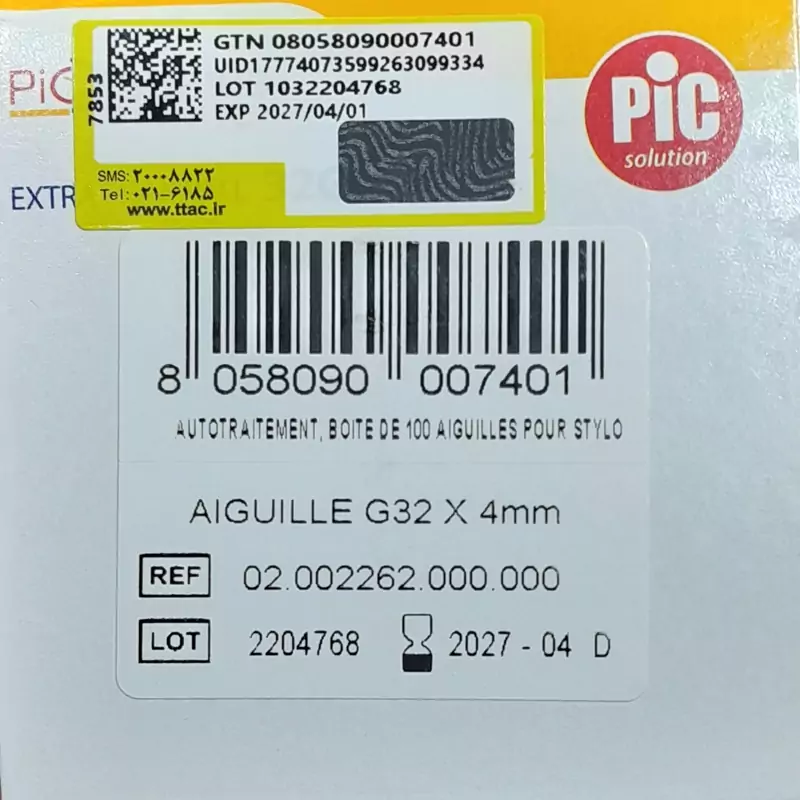 7853
GTN 08058090007401
UID17774073599263099334
LOT 1032204768
EXP 2027/04/01
SMS:۲۰۰۰۸۸۲۲
Tel:۰۲۱-۶۱۸۵
www.ttac.ir
PiC
solution
PiC
EXTR
8 058090 007401
AUTOTRAITEMENT, BOITE DE 100 AIGUILLES POUR STYLO
AIGUILLE G32 X 4mm
REF 02.002262.000.000
LOT 2204768 2027 - 04 D